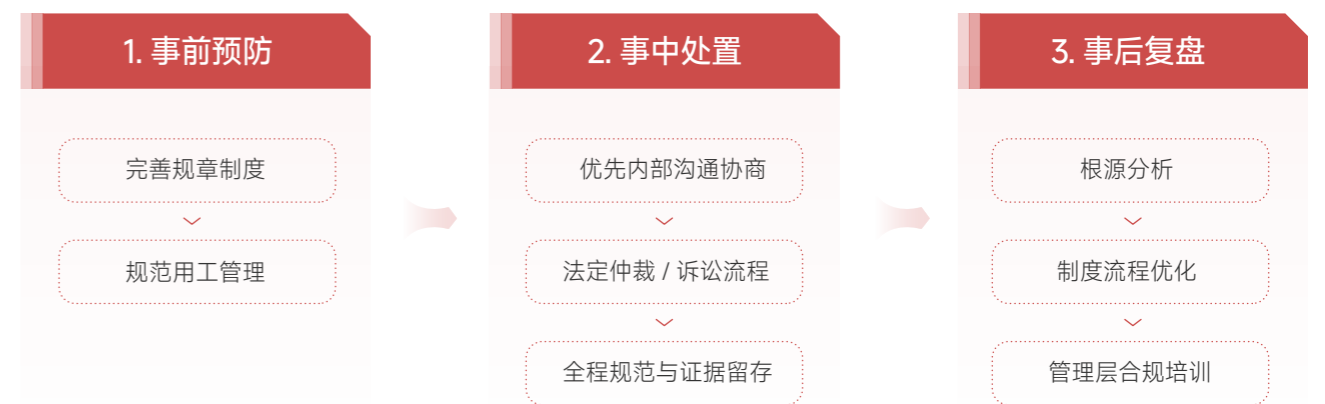 1. 事前预防
完善规章制度
规范用工管理
2. 事中处置
优先内部沟通协商
法定仲裁 / 诉讼流程
全程规范与证据留存
3. 事后复盘
根源分析
制度流程优化
管理层合规培训